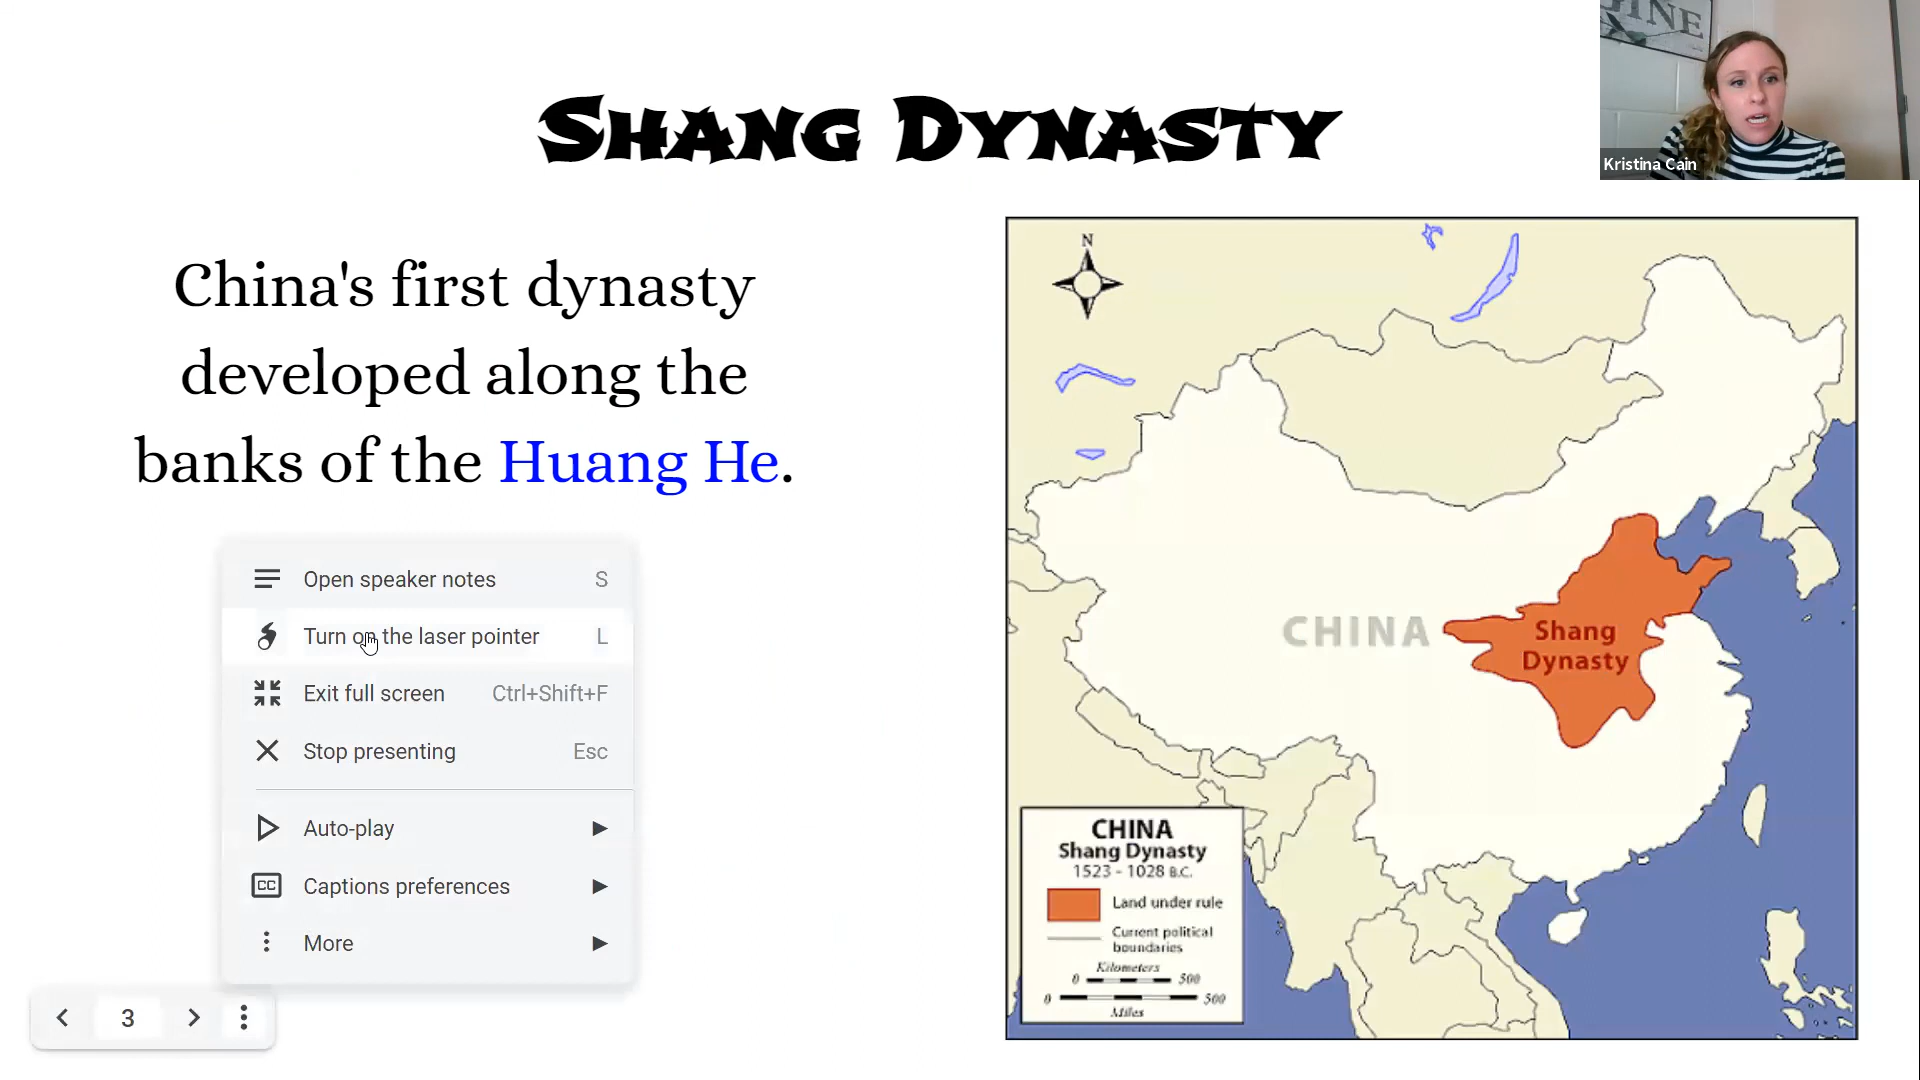 GINE
Kristina Cain
Shang Dynasty
China's first dynasty
developed along the
banks of the Huang He.
Open speaker notes S
Turn on the laser pointer L
Exit full screen Ctrl+Shift+F
Stop presenting Esc
Auto-play
CC Captions preferences
More
3
N
CHINA
Shang
Dynasty
CHINA
Shang Dynasty
1523 - 1028 B.C.
Land under rule
Current political
boundaries
Kilometers
0 500
0 500
Miles